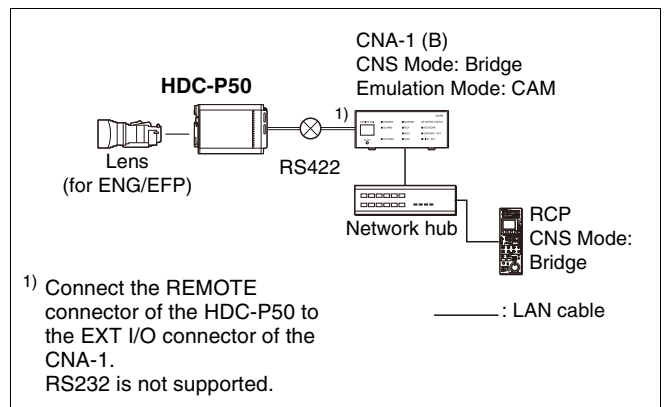 CNA-1 (B)
CNS Mode: Bridge
Emulation Mode: CAM
HDC-P50
1)
Lens
(for ENG/EFP)
RS422
Network hub
RCP
CNS Mode:
Bridge
1) Connect the REMOTE
connector of the HDC-P50 to
the EXT I/O connector of the
CNA-1.
RS232 is not supported.
: LAN cable